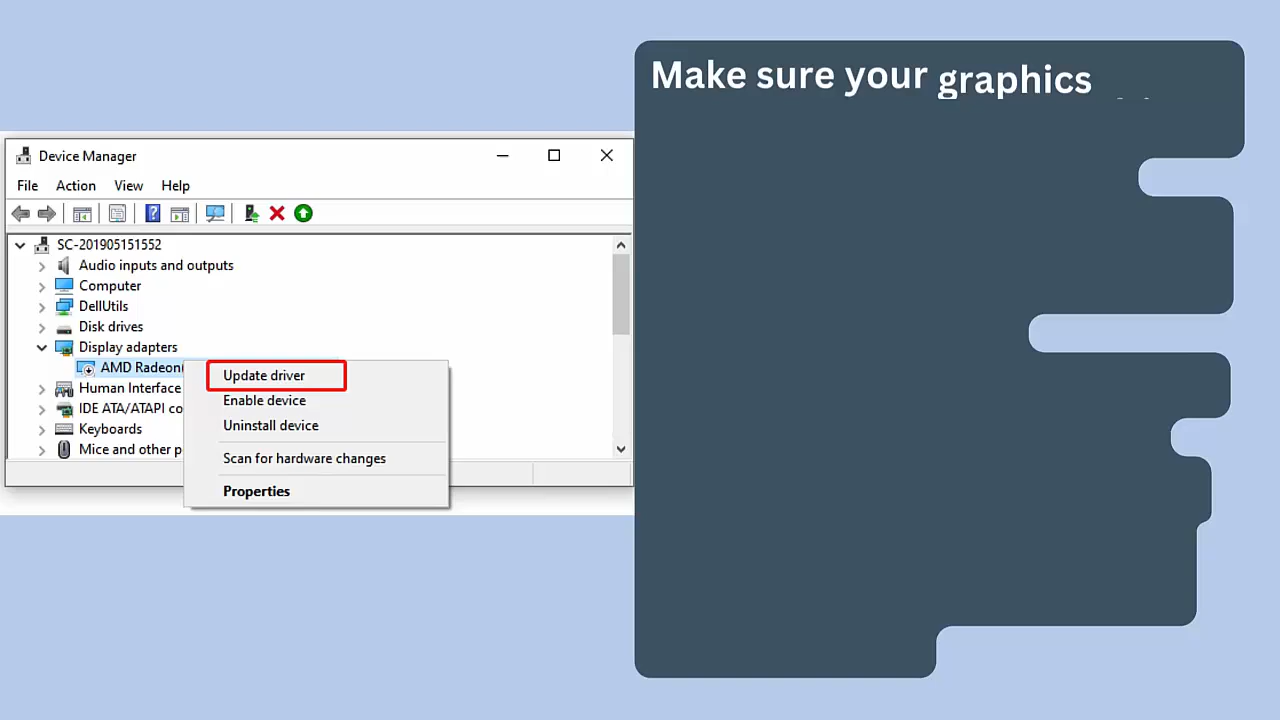 Make sure your graphics
Device Manager
File Action View Help
SC-201905151552
Audio inputs and outputs
Computer
DellUtils
Disk drives
Display adapters
AMD Radeon
Update driver
Human Interface
Enable device
IDE ATA/ATAPI co
Uninstall device
Keyboards
Mice and other p
Scan for hardware changes
Properties